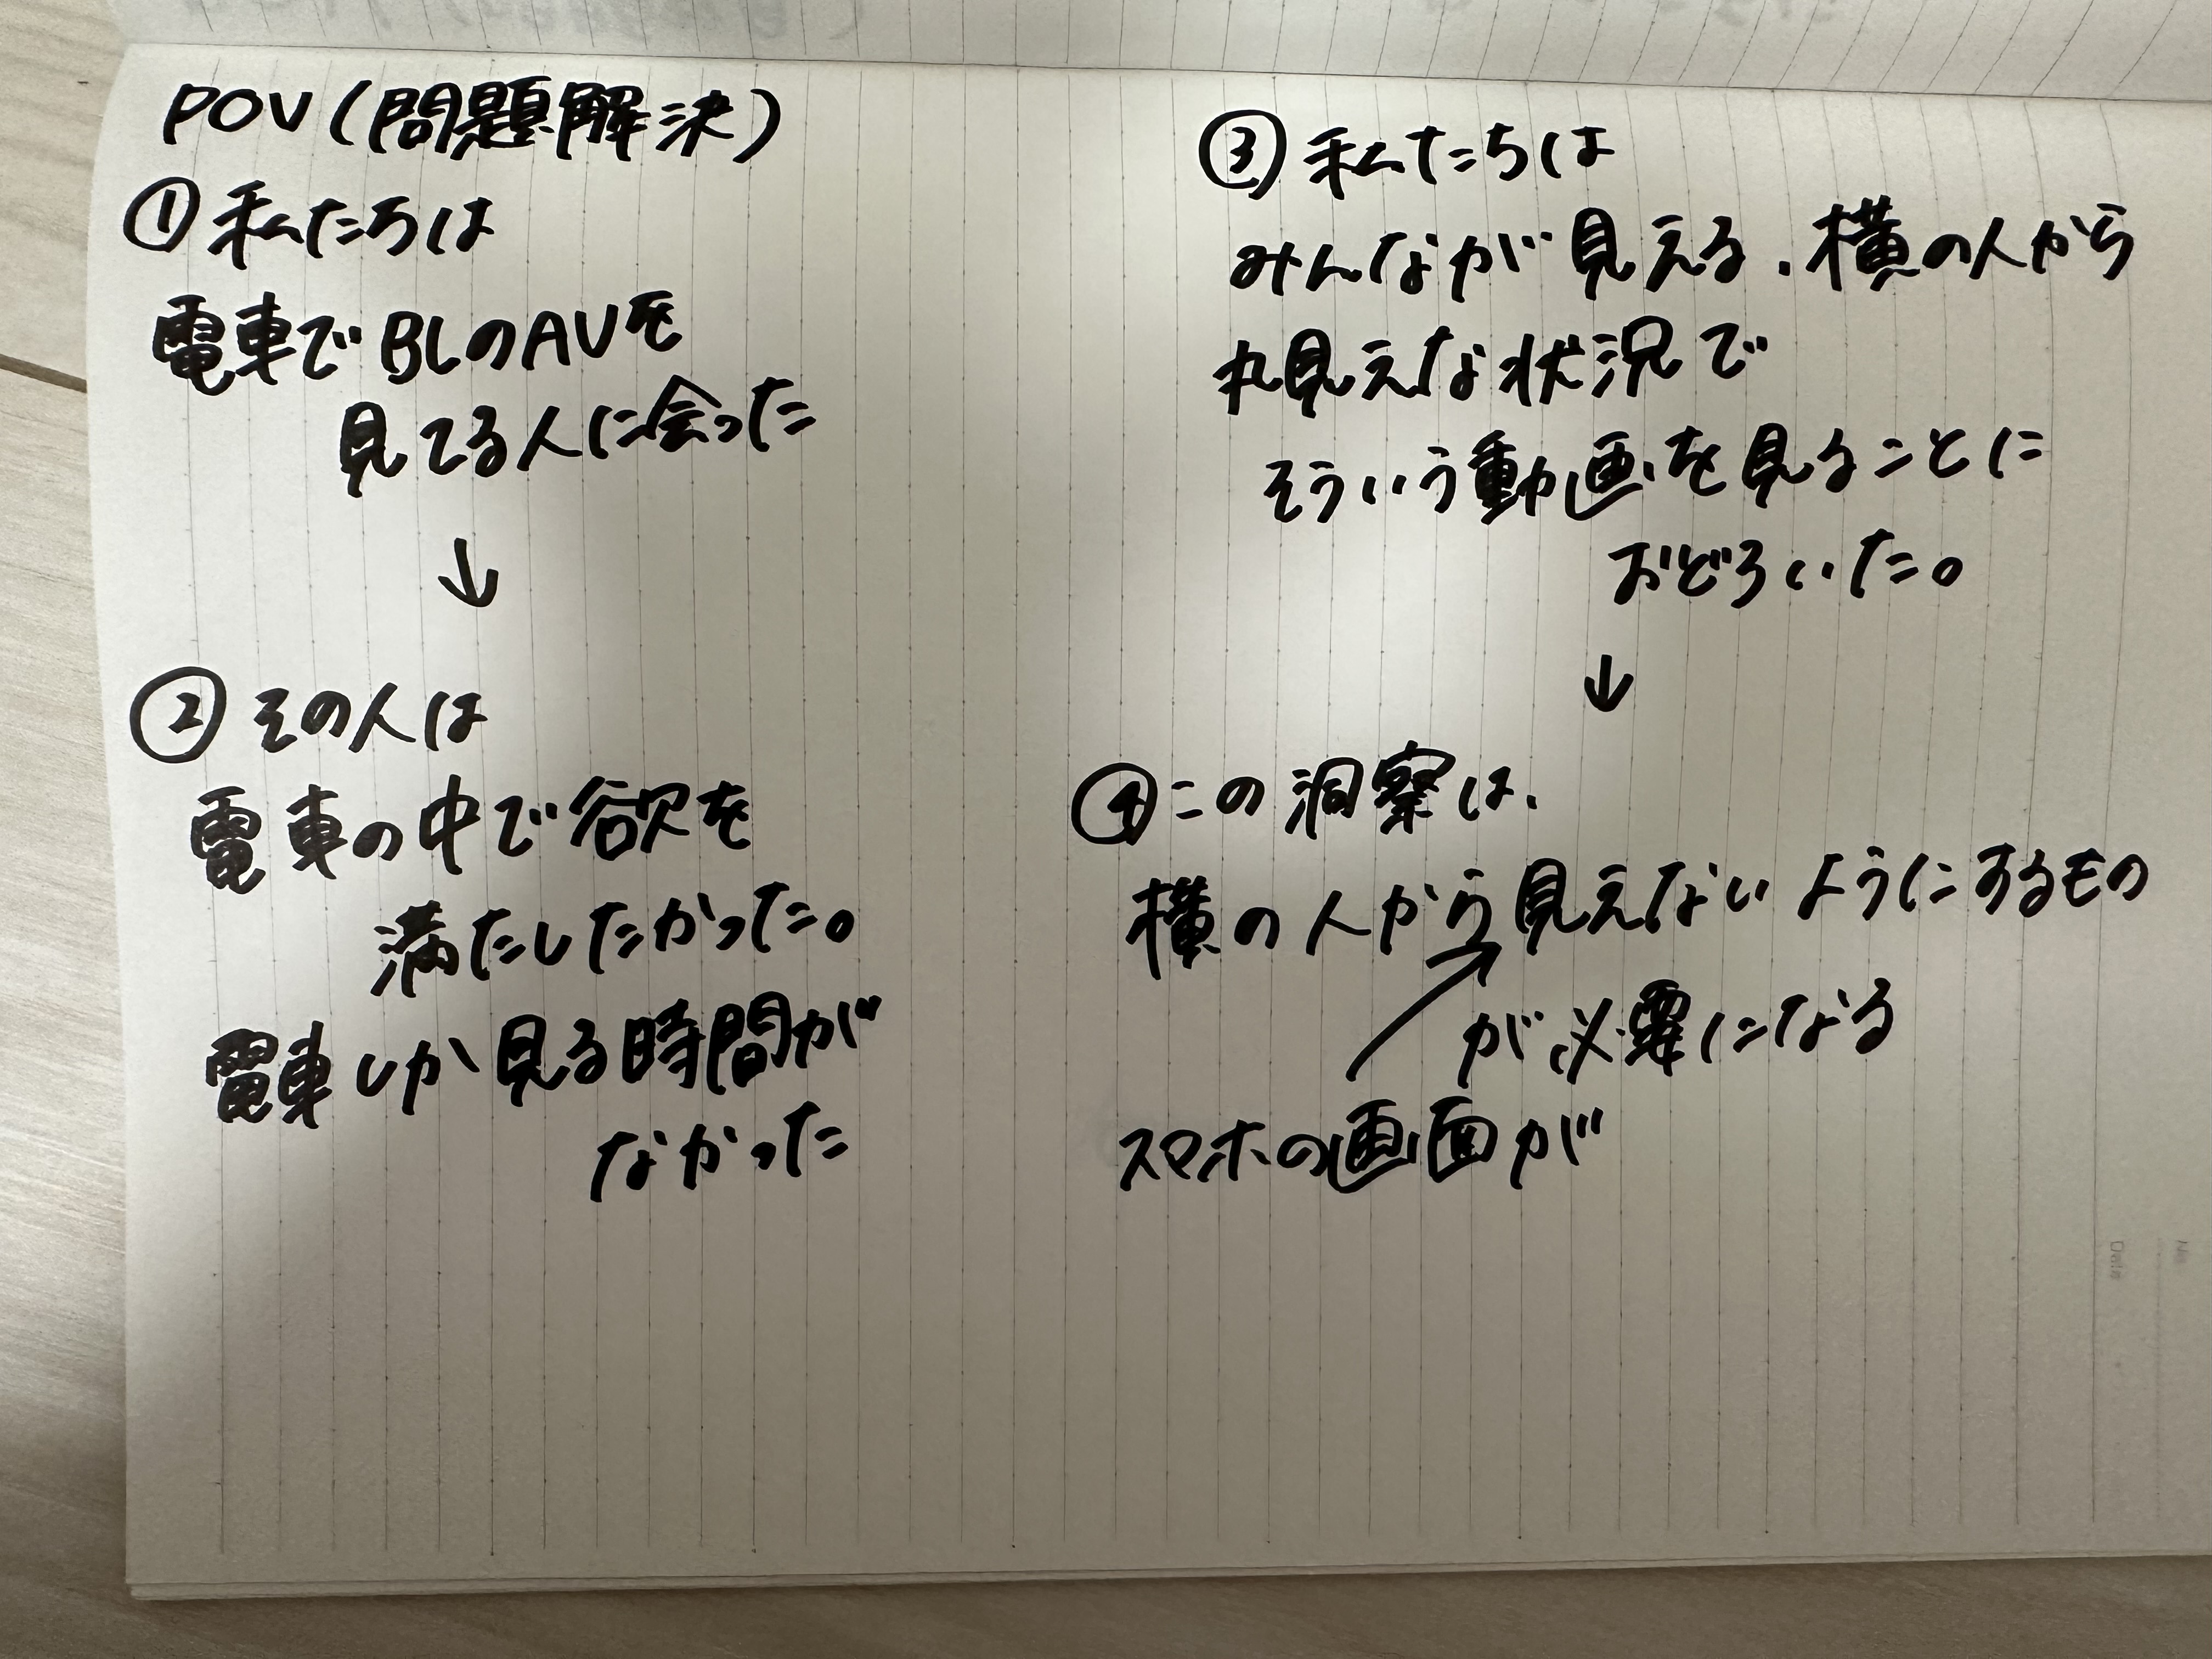 POV(問題解決)
①私たちは
電車でBLのAVを
見てる人に会った
↓
②その人は
電車の中で欲を
満たしたかった。
電車しか見る時間が
なかった
③私たちは
みんなが見える、横の人から
丸見えな状況で
そういう動画を見ることに
おどろいた。
↓
④この洞察は、
横の人から見えないようにするもの
が必要になる
スマホの画面が